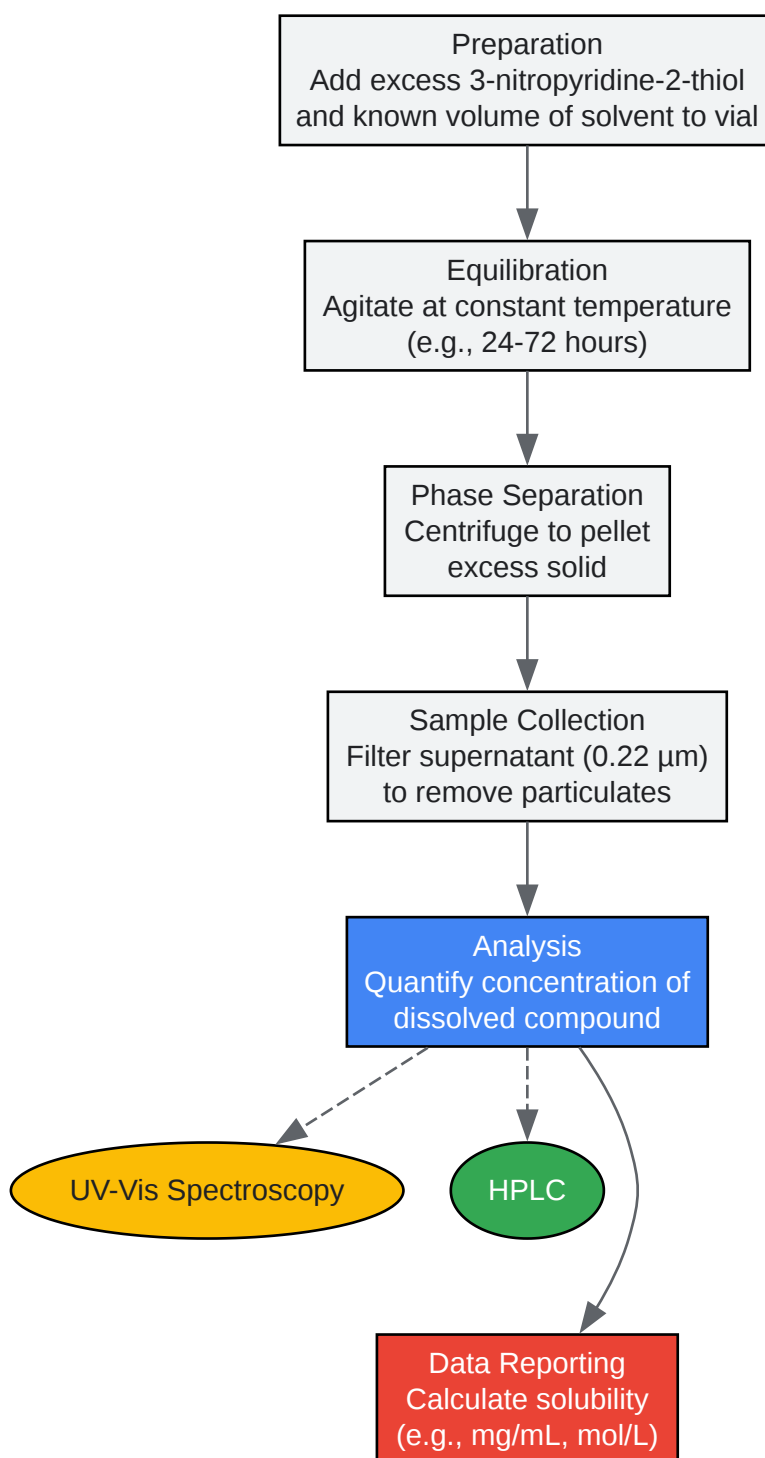 Preparation
Add excess 3-nitropyridine-2-thiol
and known volume of solvent to vial
Equilibration
Agitate at constant temperature
(e.g., 24-72 hours)
Phase Separation
Centrifuge to pellet
excess solid
Sample Collection
Filter supernatant (0.22 µm)
to remove particulates
Analysis
Quantify concentration of
dissolved compound
UV-Vis Spectroscopy
HPLC
Data Reporting
Calculate solubility
(e.g., mg/mL, mol/L)